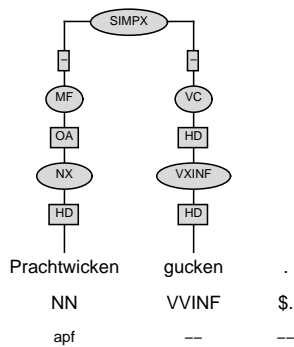 SIMPX
– –
MF VC
OA HD
NX VXINF
HD HD
Prachtwicken gucken .
NN VVINF $.
apf –– ––